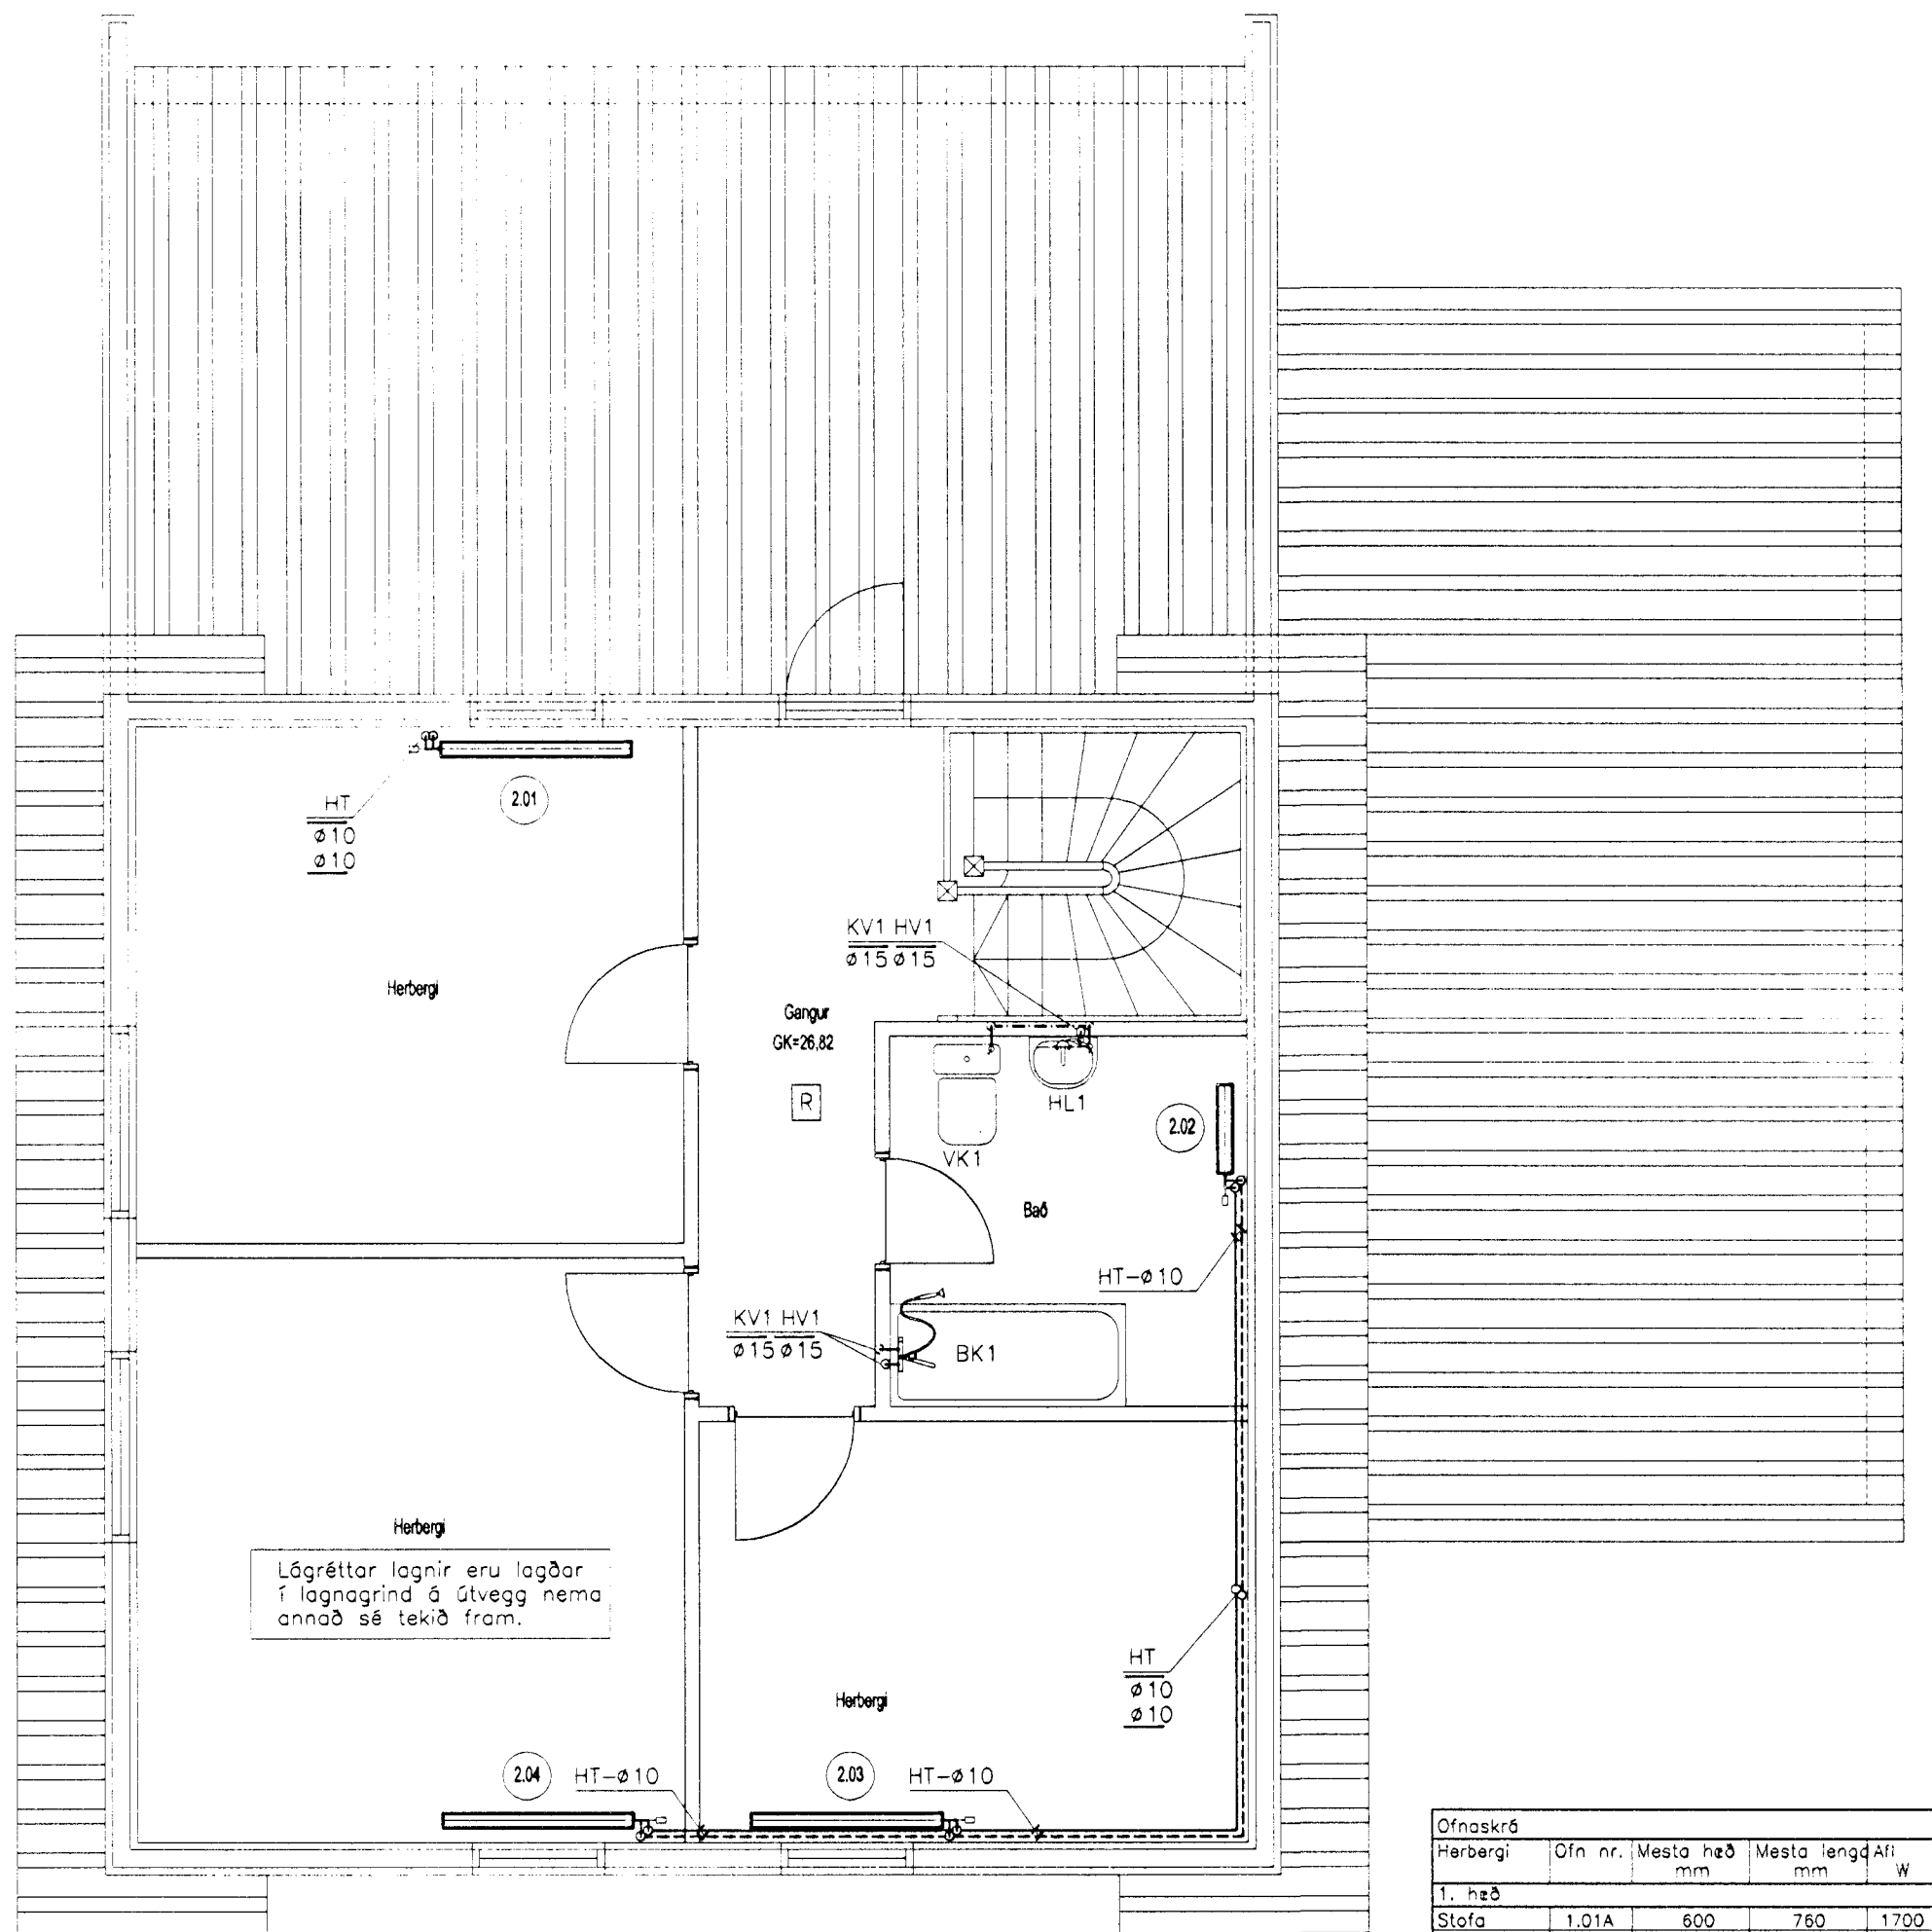 HT
ø10
ø10
2.01
Herbergi
KV1 HV1
ø15 ø15
Gangur
GK=26,82
R
HL1
VK1
2.02
Bað
HT-ø10
KV1 HV1
ø15 ø15
BK1
Herbergi
Lágréttar lagnir eru lagðar
í lagnagrind á útvegg nema
annað sé tekið fram.
HT
ø10
ø10
Herbergi
2.04
HT-ø10
2.03
HT-ø10
Ofnaskrá
Herbergi Ofn nr. Mesta hæð Mesta lengd Afl
mm mm W
1. hæð
Stofa 1.01A 600 760 1700